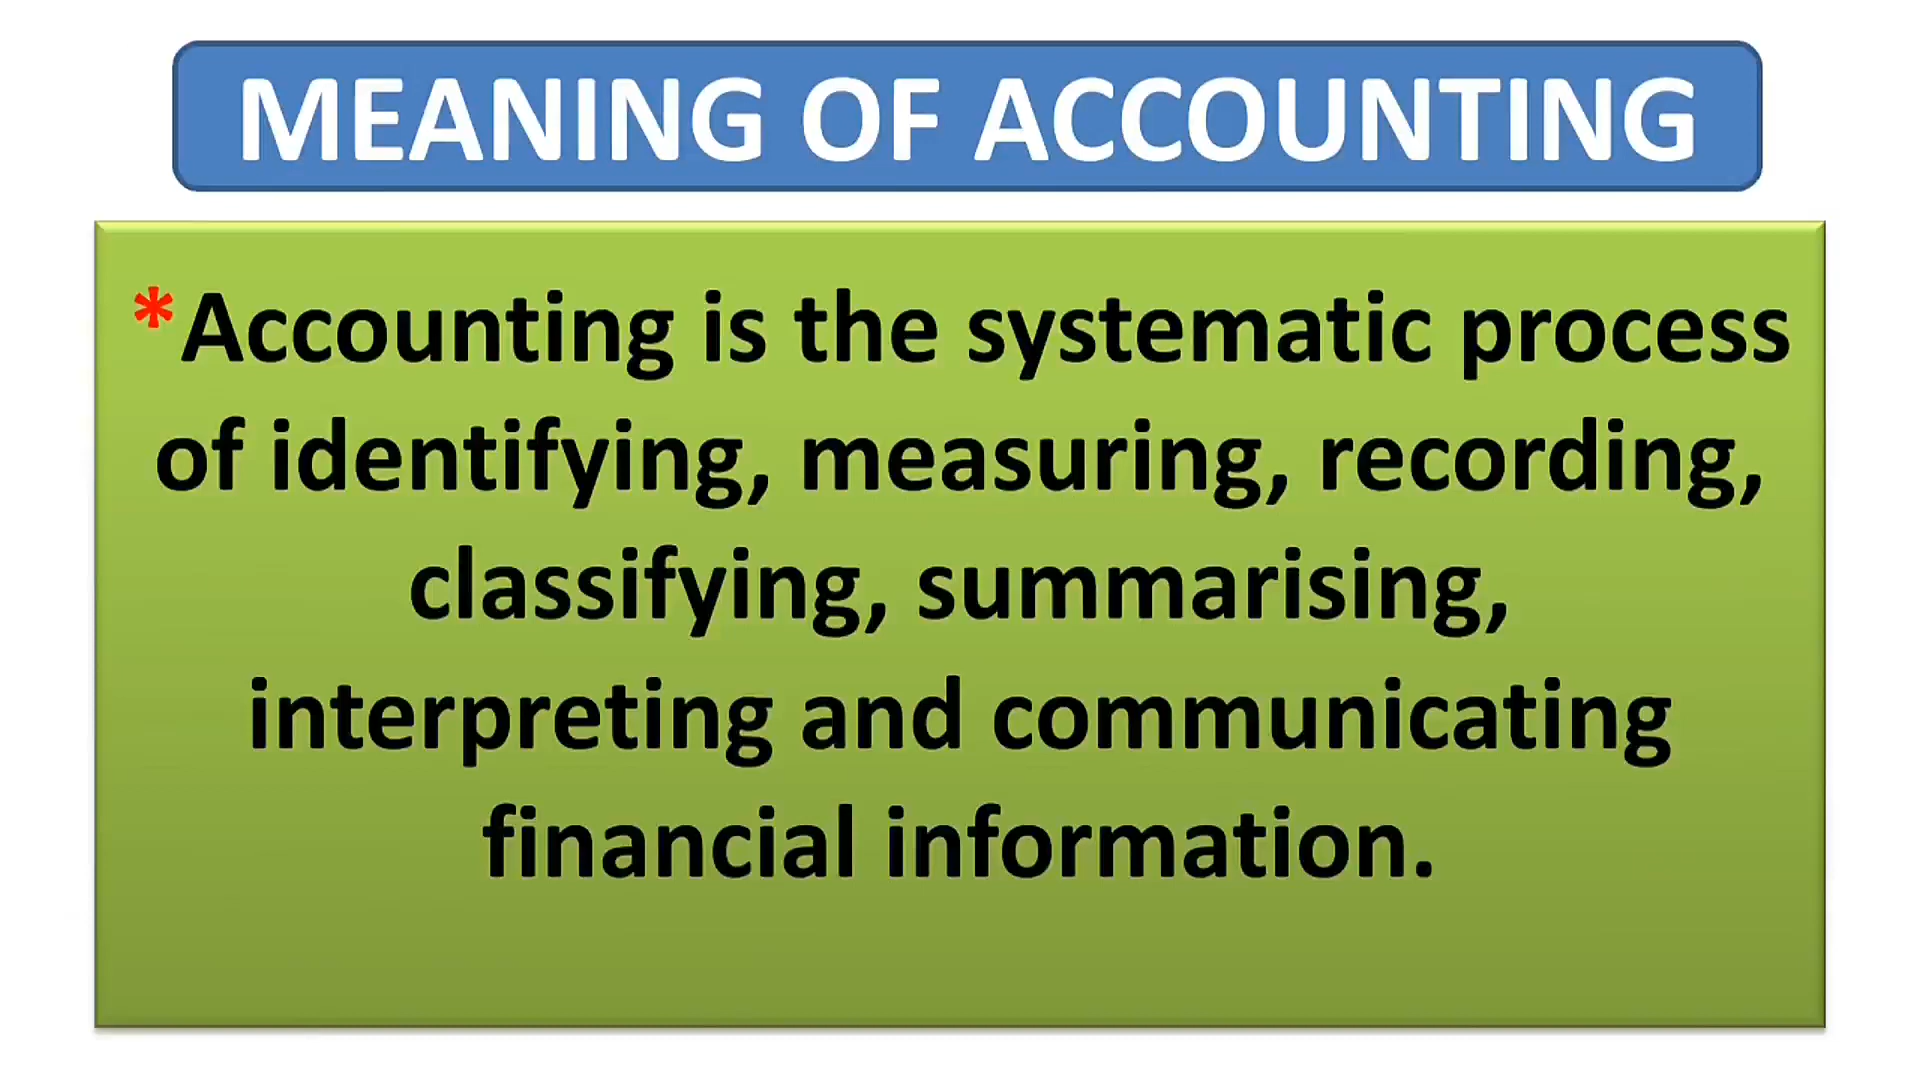 MEANING OF ACCOUNTING
*Accounting is the systematic process
of identifying, measuring, recording,
classifying, summarising,
interpreting and communicating
financial information.